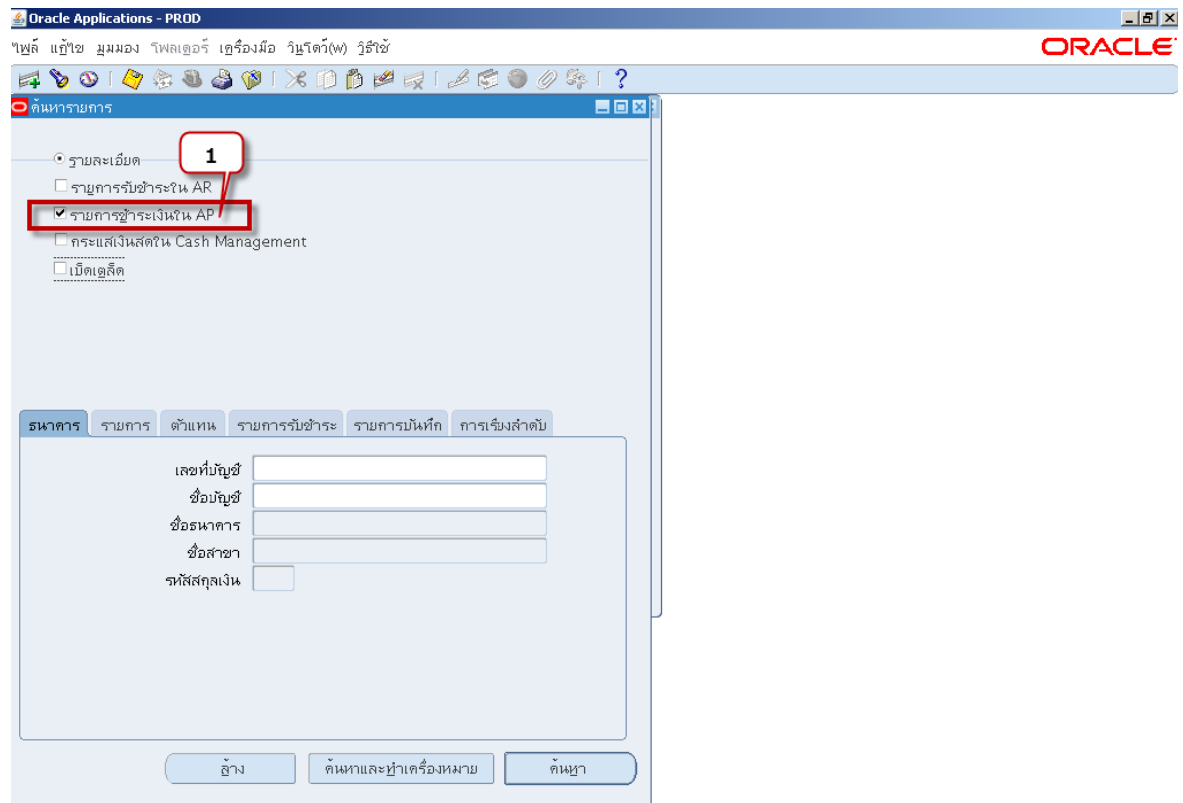 Oracle Applications - PROD
ไฟล์ แก้ไข มุมมอง โฟลเดอร์ เครื่องมือ วินโดว์(w) วิธีใช้
ORACLE
?
ค้นหารายการ
รายละเอียด
1
รายการรับชำระใน AR
รายการชำระเงินใน AP
กระแสเงินสดใน Cash Management
เบ็ดเตล็ด
ธนาคาร รายการ ตัวแทน รายการรับชำระ รายการบันทึก การเรียงลำดับ
เลขที่บัญชี
ชื่อบัญชี
ชื่อธนาคาร
ชื่อสาขา
รหัสสกุลเงิน
ล้าง ค้นหาและทำเครื่องหมาย ค้นหา